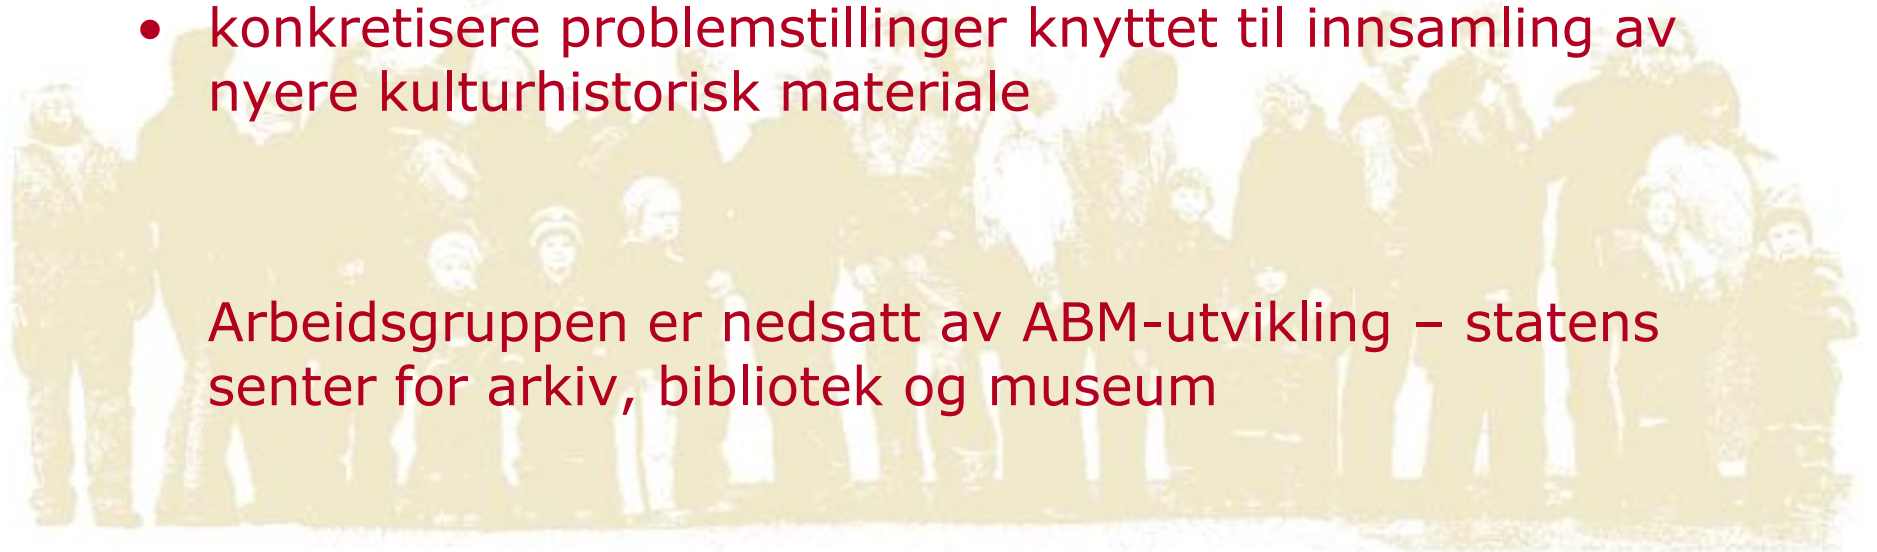 • konkretisere problemstillinger knyttet til innsamling av
nyere kulturhistorisk materiale
Arbeidsgruppen er nedsatt av ABM-utvikling – statens
senter for arkiv, bibliotek og museum